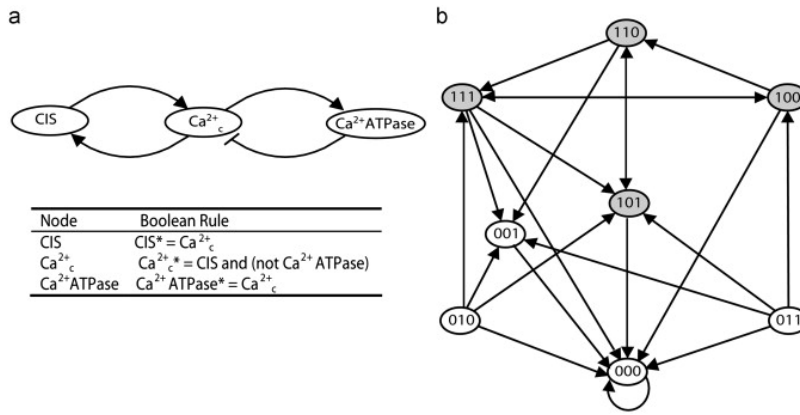 a
CIS
Ca²⁺c
Ca²⁺ATPase
Node Boolean Rule
CIS CIS* = Ca²⁺c
Ca²⁺c Ca²⁺c* = CIS and (not Ca²⁺ ATPase)
Ca²⁺ATPase Ca²⁺ ATPase* = Ca²⁺c
b
110
111
100
101
001
010
011
000